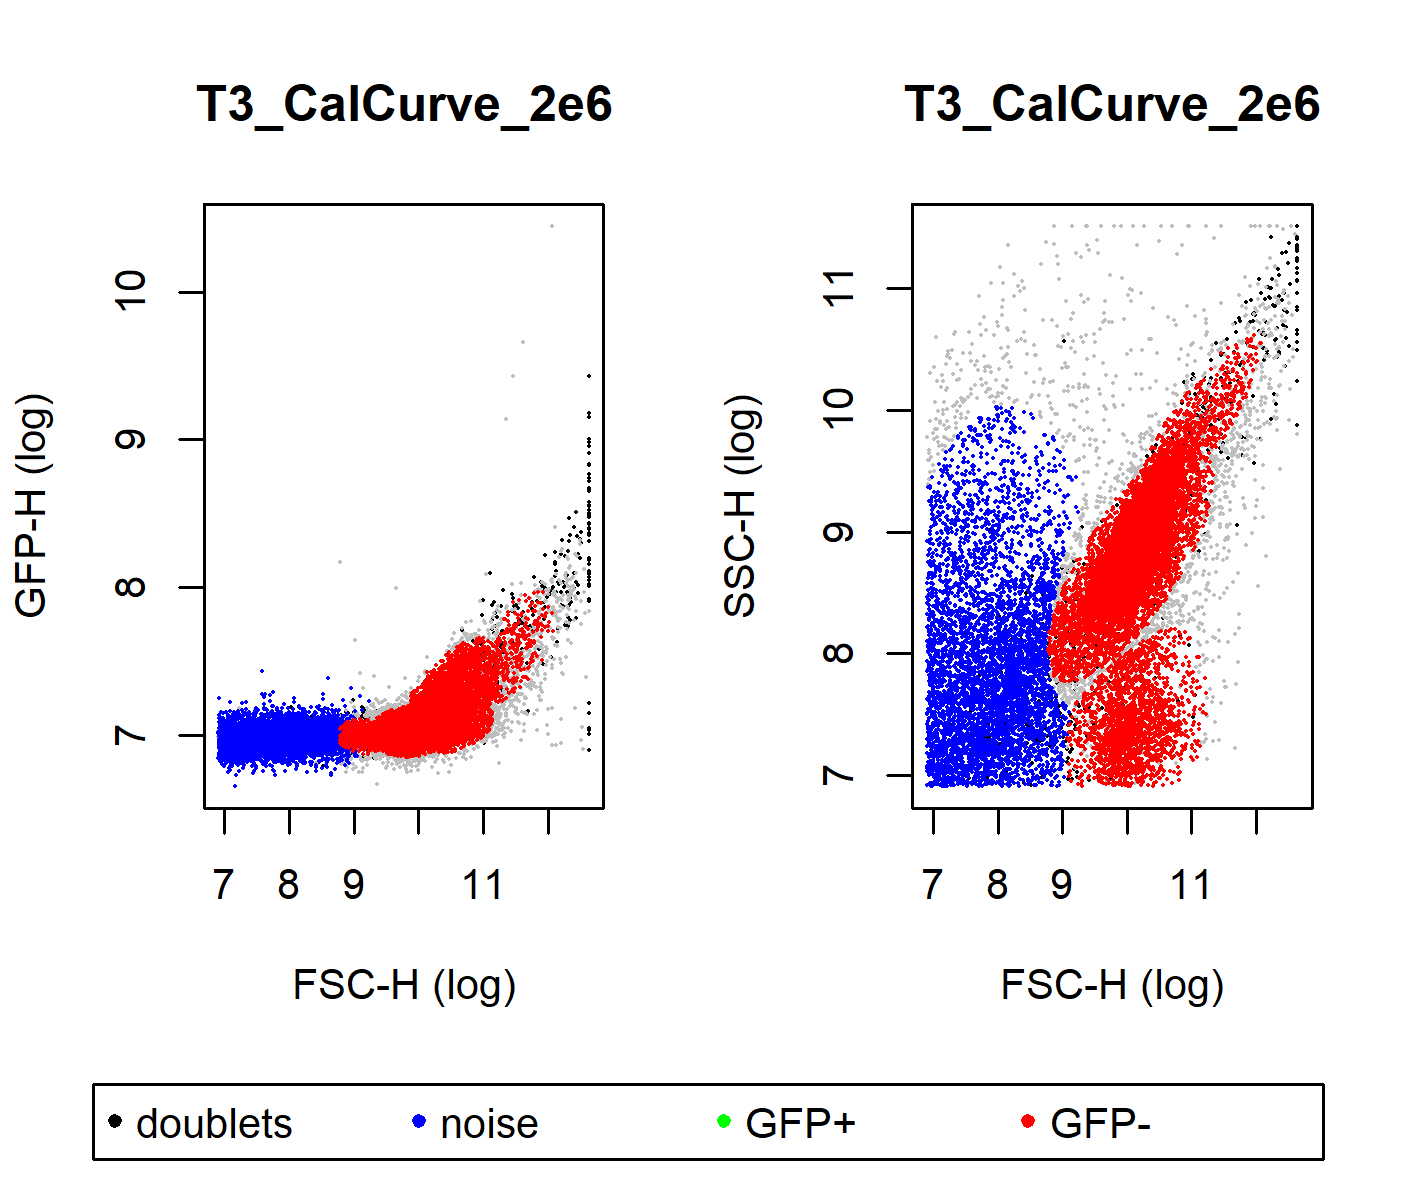 T3_CalCurve_2e6
GFP-H (log)
10
9
8
7
7 8 9 11
FSC-H (log)
T3_CalCurve_2e6
SSC-H (log)
11
10
9
8
7
7 8 9 11
FSC-H (log)
doublets noise GFP+ GFP-